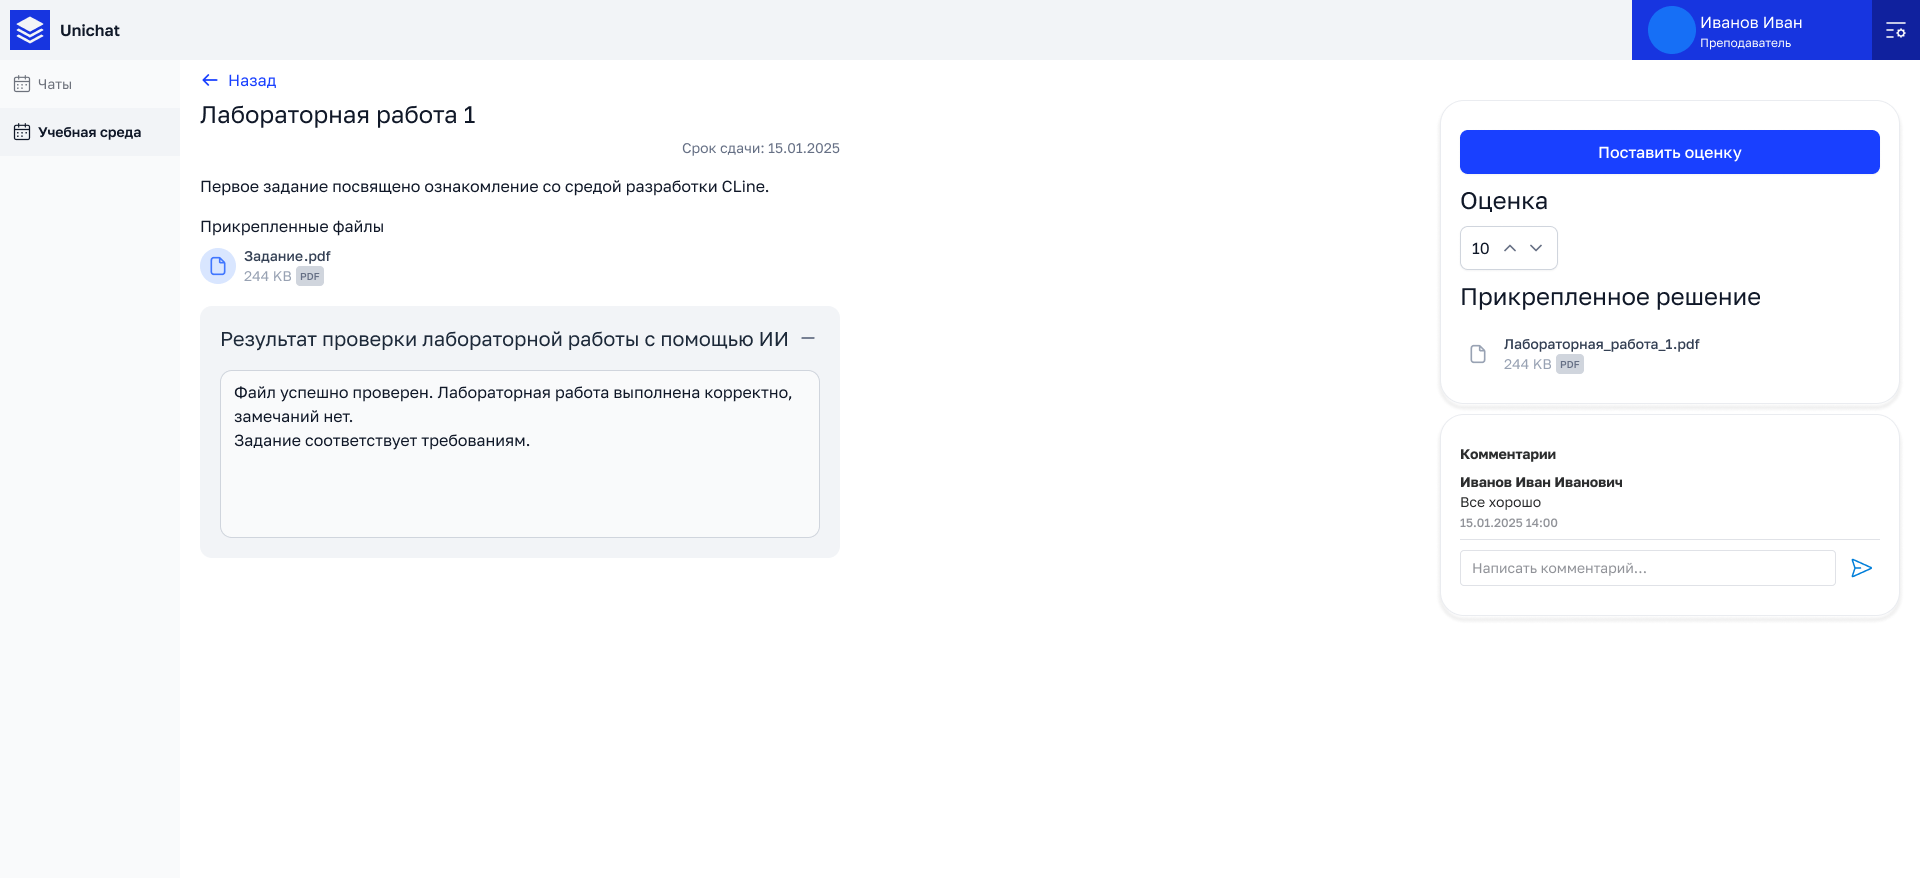 Unichat
Иванов Иван
Преподаватель
Чаты
Учебная среда
Назад
Лабораторная работа 1
Срок сдачи: 15.01.2025
Первое задание посвящено ознакомление со средой разработки CLine.
Прикрепленные файлы
Задание.pdf
244 KB PDF
Результат проверки лабораторной работы с помощью ИИ
Файл успешно проверен. Лабораторная работа выполнена корректно,
замечаний нет.
Задание соответствует требованиям.
Поставить оценку
Оценка
10
Прикрепленное решение
Лабораторная_работа_1.pdf
244 KB PDF
Комментарии
Иванов Иван Иванович
Все хорошо
15.01.2025 14:00
Написать комментарий...